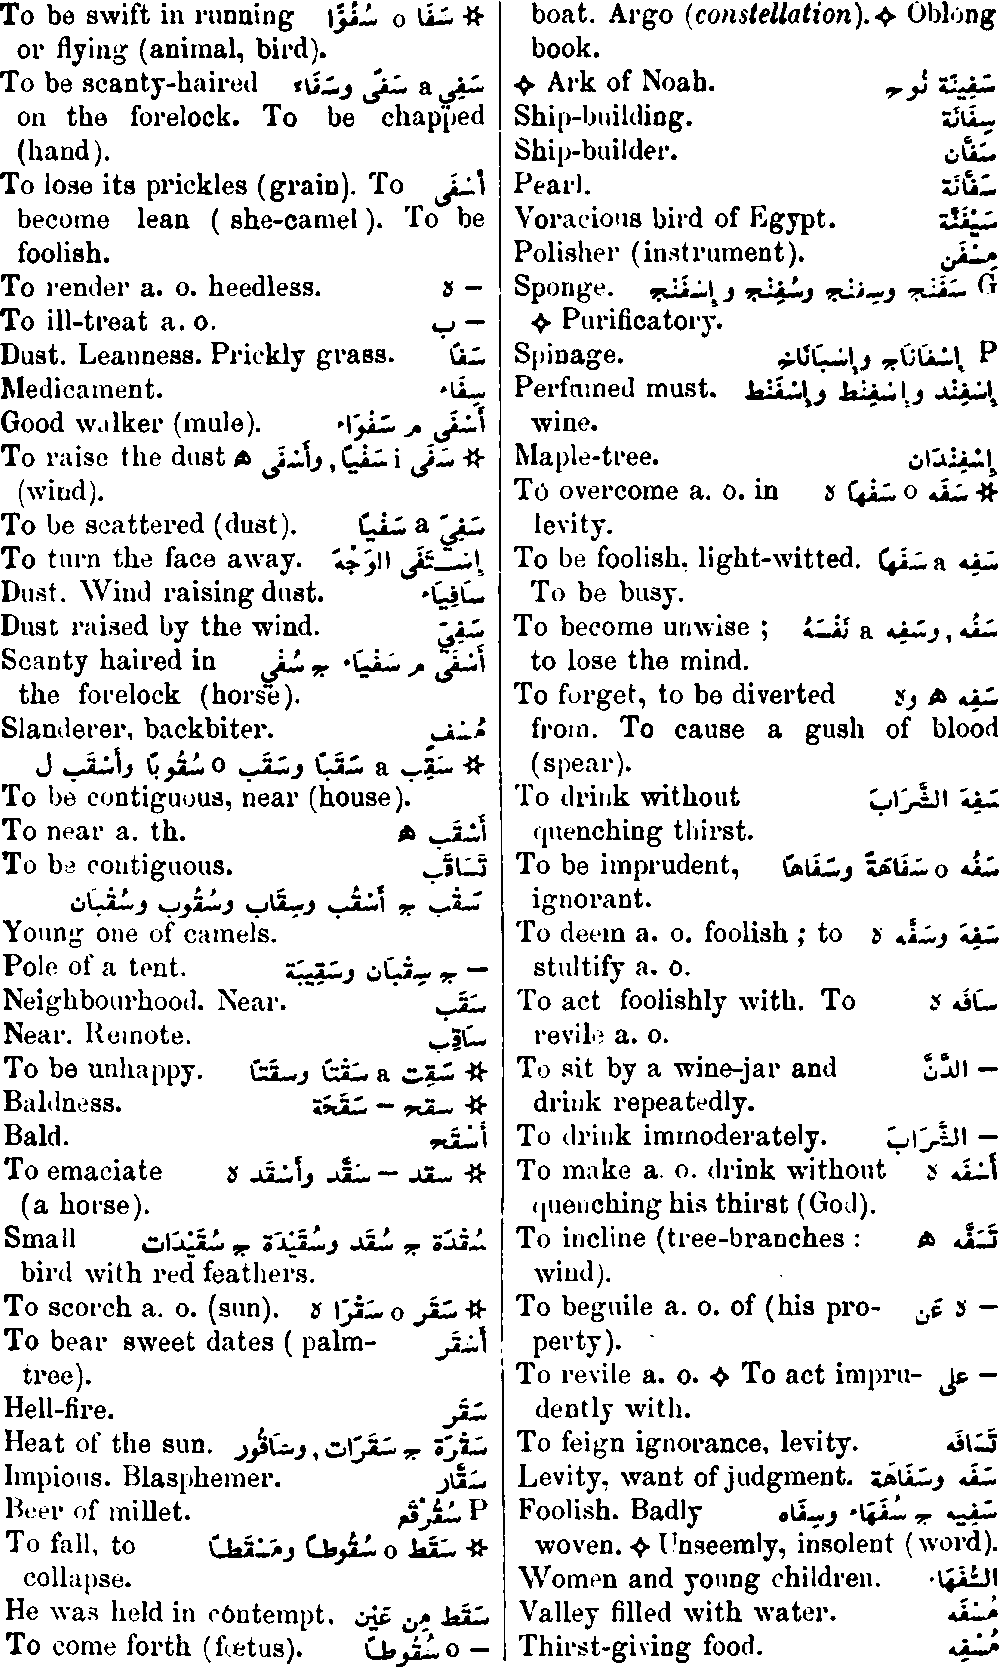 boat. Argo (constellation). ✧ Oblong
book.
✧ Ark of Noah. سَفِينَة نُوح
Ship-building. سِفَانَة
Ship-builder. سَفَّان
Pearl. سَفَّانَة
Voracious bird of Egypt. سَيْفَنَّة
Polisher (instrument). مِسْفَن
Sponge. G سَفَنْج وسِفِنْج وسُفِنْج و إِسْفَنْج
✧ Purificatory.
Spinage. P إِسْفَانَاج وإِسْبَانَاخ
Perfumed must. إِسْفِنْد وإِسْفِنْط وإِسْفَنْط
wine.
Maple-tree. إِسْفِنْدَان
To overcome a. o. in ✲ سَفَه o سَفْهًا ه
levity.
To be foolish, light-witted. سَفِه a سَفَهًا
To be busy.
To become unwise ; سَفُه, وسَفِه a نَفْسَهُ
to lose the mind.
To forget, to be diverted سَفِه ه وه
from. To cause a gush of blood
(spear).
To drink without سَفِهَ الشَّرَابَ
quenching thirst.
To be imprudent, سَفُه o سَفَاهَةً وسَفَاهًا
ignorant.
To deem a. o. foolish ; to سَفِهَ وسَفَّه ه
stultify a. o.
To act foolishly with. To سَافَه ه
revile a. o.
To sit by a wine-jar and — الدَّنَّ
drink repeatedly.
To drink immoderately. — الشَّرَابَ
To make a. o. drink without أَسْفَه ه
quenching his thirst (God).
To incline (tree-branches : تَسَفَّه ه
wind).
To beguile a. o. of (his pro- — ه عَن
perty).
To revile a. o. ✧ To act impru- — على
dently with.
To feign ignorance, levity. تَسَافَه
Levity, want of judgment. سَفَه وسَفَاهَة
Foolish. Badly سَفِيه ج سُفَهَاء وسِفَاه
woven. ✧ Unseemly, insolent (word).
Women and young children. السُّفَهَاء
Valley filled with water. مُسْفَه
Thirst-giving food. مُسْفِه
To be swift in running ✲ سَفَا o سُفُوًّا
or flying (animal, bird).
To be scanty-haired سَفِي a سَفًى وسَفَاء
on the forelock. To be chapped
(hand).
To lose its prickles (grain). To أَسْفَى
become lean ( she-camel ). To be
foolish.
To render a. o. heedless. — ه
To ill-treat a. o. — ب
Dust. Leanness. Prickly grass. سَفًا
Medicament. سِفَاء
Good walker (mule). أَسْفَى م سَفْوَاء
To raise the dust ✲ سَفَى i سَفْيًا, وأَسْفَى ه
(wind).
To be scattered (dust). سَفِيَ a سَفْيًا
To turn the face away. إِسْتَفَى الوَجْهَ
Dust. Wind raising dust. سَافِيَاء
Dust raised by the wind. سَفِيّ
Scanty haired in أَسْفَى م سَفْيَاء ج سُفْي
the forelock (horse).
Slanderer, backbiter. مُسْفٍ
✲ سَقِب a سَقَبًا وسَقَب o سُقُوبًا وأَسْقَب ل
To be contiguous, near (house).
To near a. th. أَسْقَب ه
To be contiguous. تَسَاقَب
سَقْب ج أَسْقُب وسِقَاب وسُقُوب وسُقْبَان
Young one of camels.
Pole of a tent. — ج سِقْبَان وسَقِيبَة
Neighbourhood. Near. سَقَب
Near. Remote. سَاقِب
To be unhappy. ✲ سَقِت a سَقْتًا وسقَتًا
Baldness. ✲ سقح — سَقَحَة
Bald. أَسْقَح
To emaciate ✲ سقد — سَقَّد وأَسْقَد ه
(a horse).
Small سُقْدَة ج سُقَد وسُقَيْدَة ج سُقَيْدَات
bird with red feathers.
To scorch a. o. (sun). ✲ سَقَر o سَقْرًا ه
To bear sweet dates ( palm- أَسْقَر
tree).
Hell-fire. سَقَر
Heat of the sun. سَقْرَة ج سَقَرَات, وسَاقُور
Impious. Blasphemer. سَقَّار
Beer of millet. P سُقُرْقَع
To fall, to ✲ سَقَط o سُقُوطًا ومَسْقَطًا
collapse.
He was held in contempt. سَقَط مِن عَيْن
To come forth (fœtus). — o سُقُوطًا